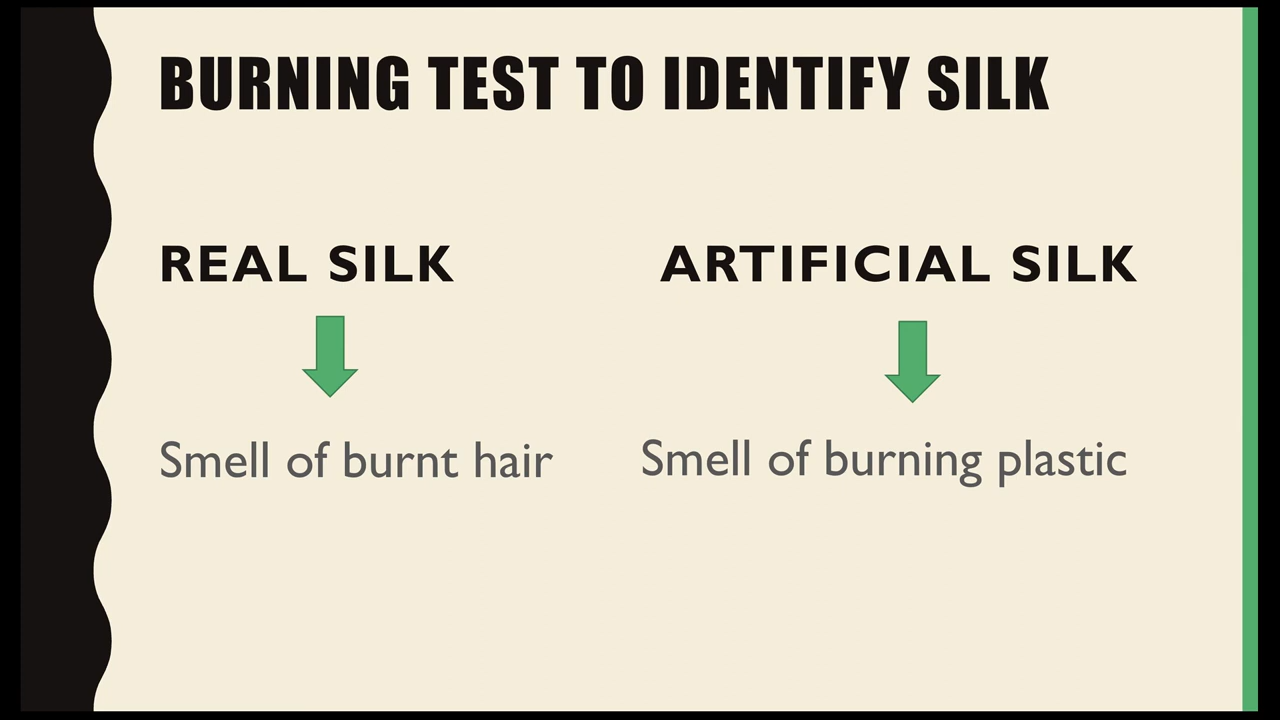 BURNING TEST TO IDENTIFY SILK
REAL SILK
Smell of burnt hair
ARTIFICIAL SILK
Smell of burning plastic